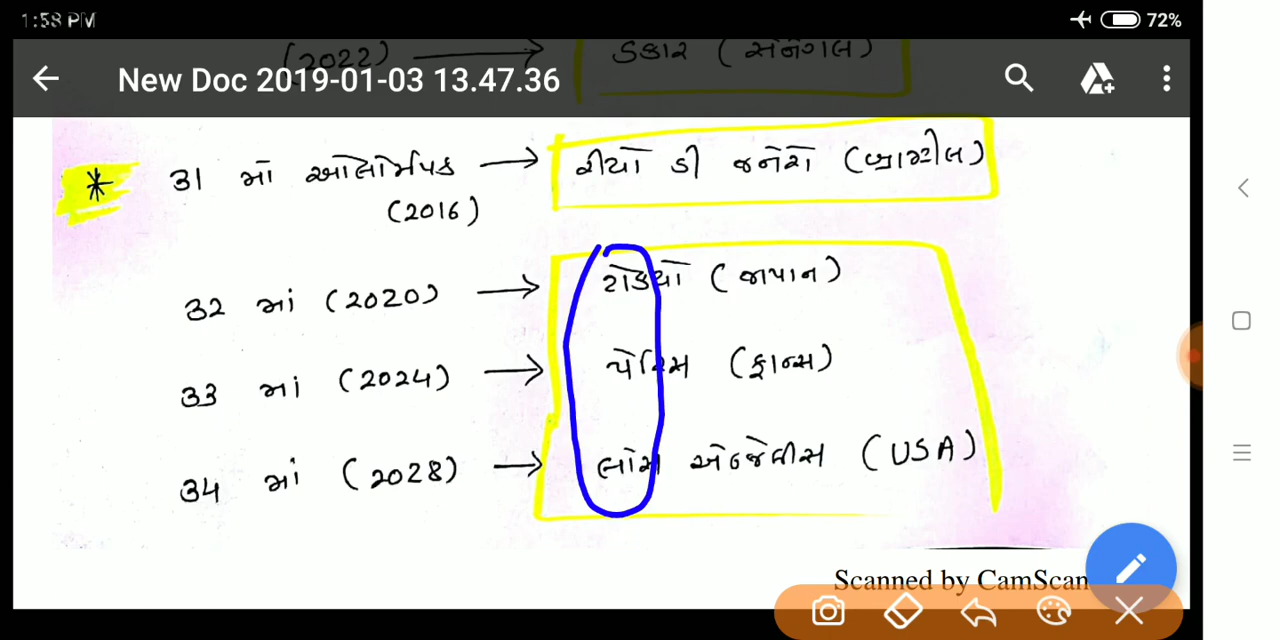 1:58 PM 72%
(2022) → ડકાર (સેનેગલ)
New Doc 2019-01-03 13.47.36
* 31 માં ઓલિમ્પિક → રીયો ડી જનેરો (બ્રાઝીલ)
(2016)
32 માં (2020) → ટોક્યો (જાપાન)
33 માં (2024) → પેરિસ (ફ્રાન્સ)
34 માં (2028) → લોસ એન્જેલીસ (USA)
Scanned by CamScan